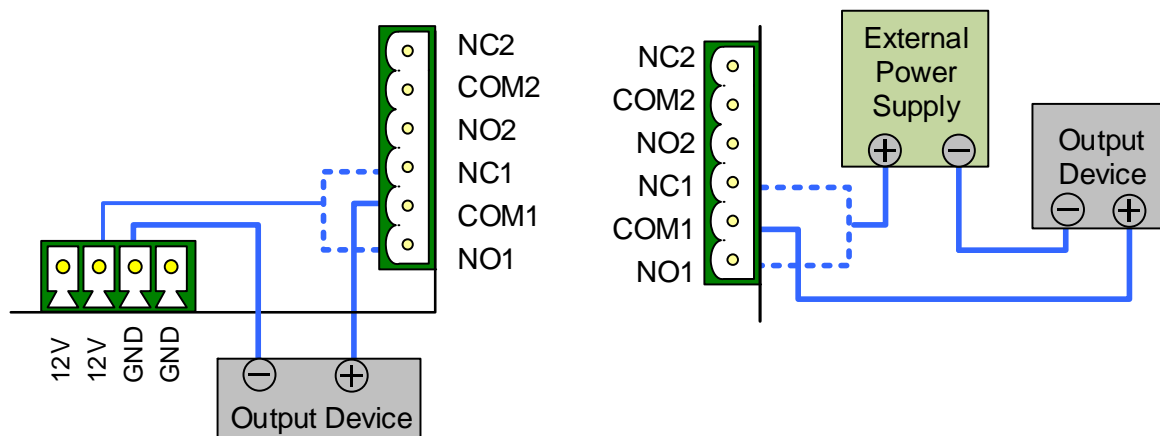 NC2
COM2
NO2
NC1
COM1
NO1
12V
12V
GND
GND
Output Device
NC2
COM2
NO2
NC1
COM1
NO1
External
Power
Supply
Output
Device